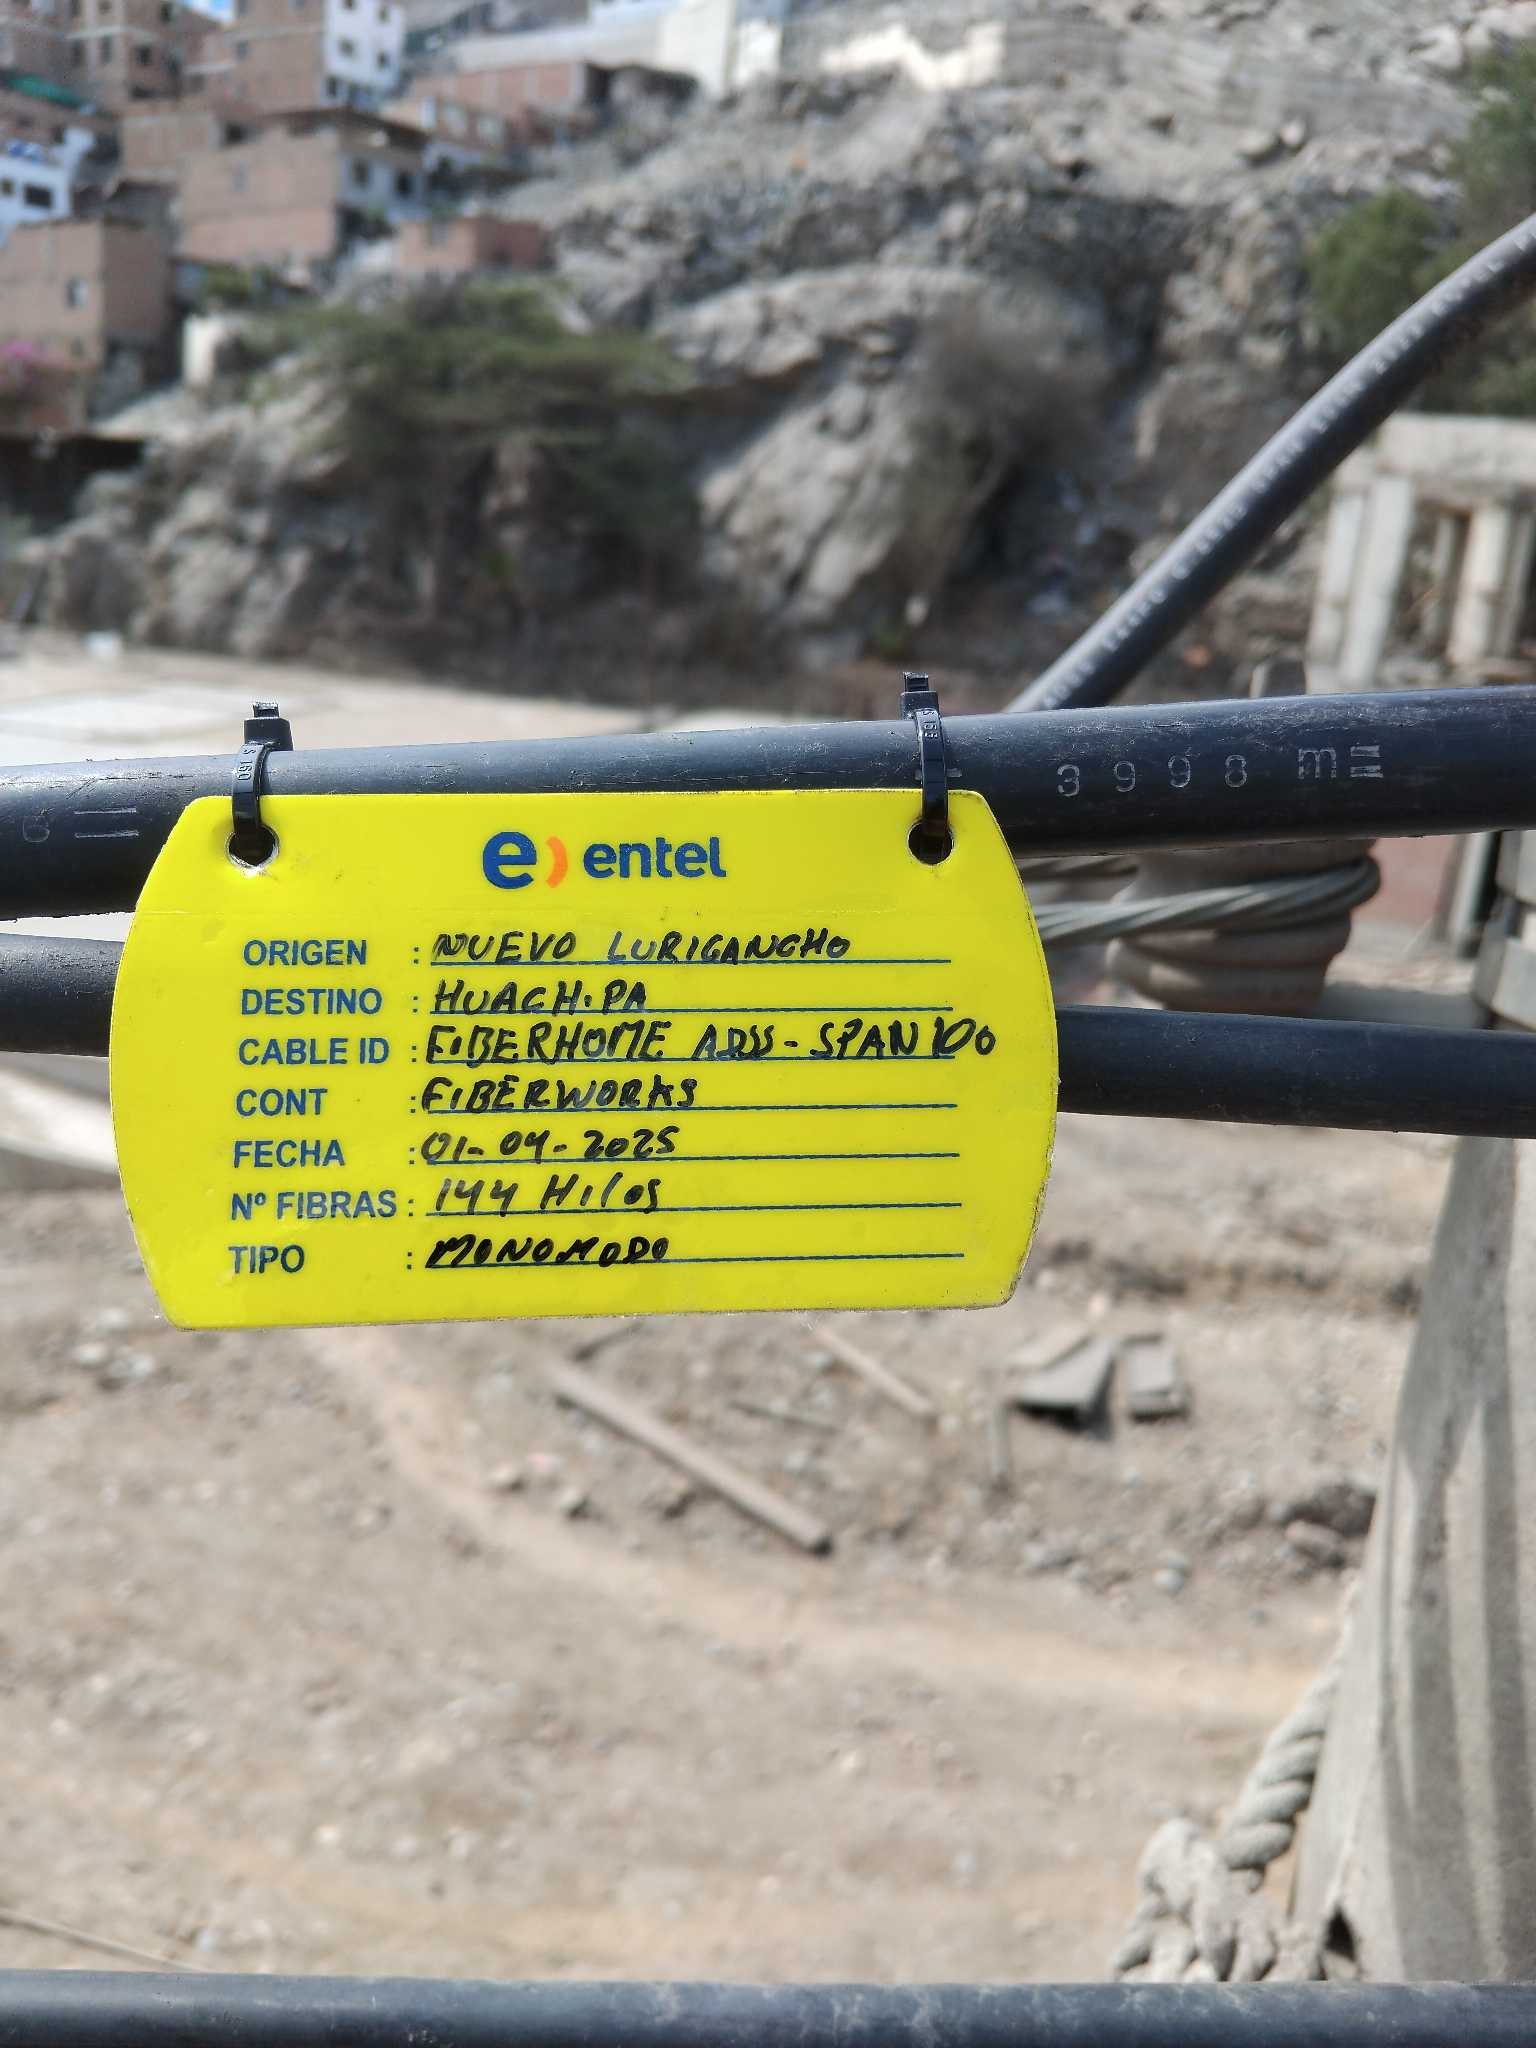 3998 m
e) entel
ORIGEN : NUEVO LURIGANCHO
DESTINO : HUACHIPA
CABLE ID : FIBERHOME ADSS - SPAN 100
CONT : FIBERWORKS
FECHA : 01-04-2025
Nº FIBRAS : 144 Hilos
TIPO : MONOMODO